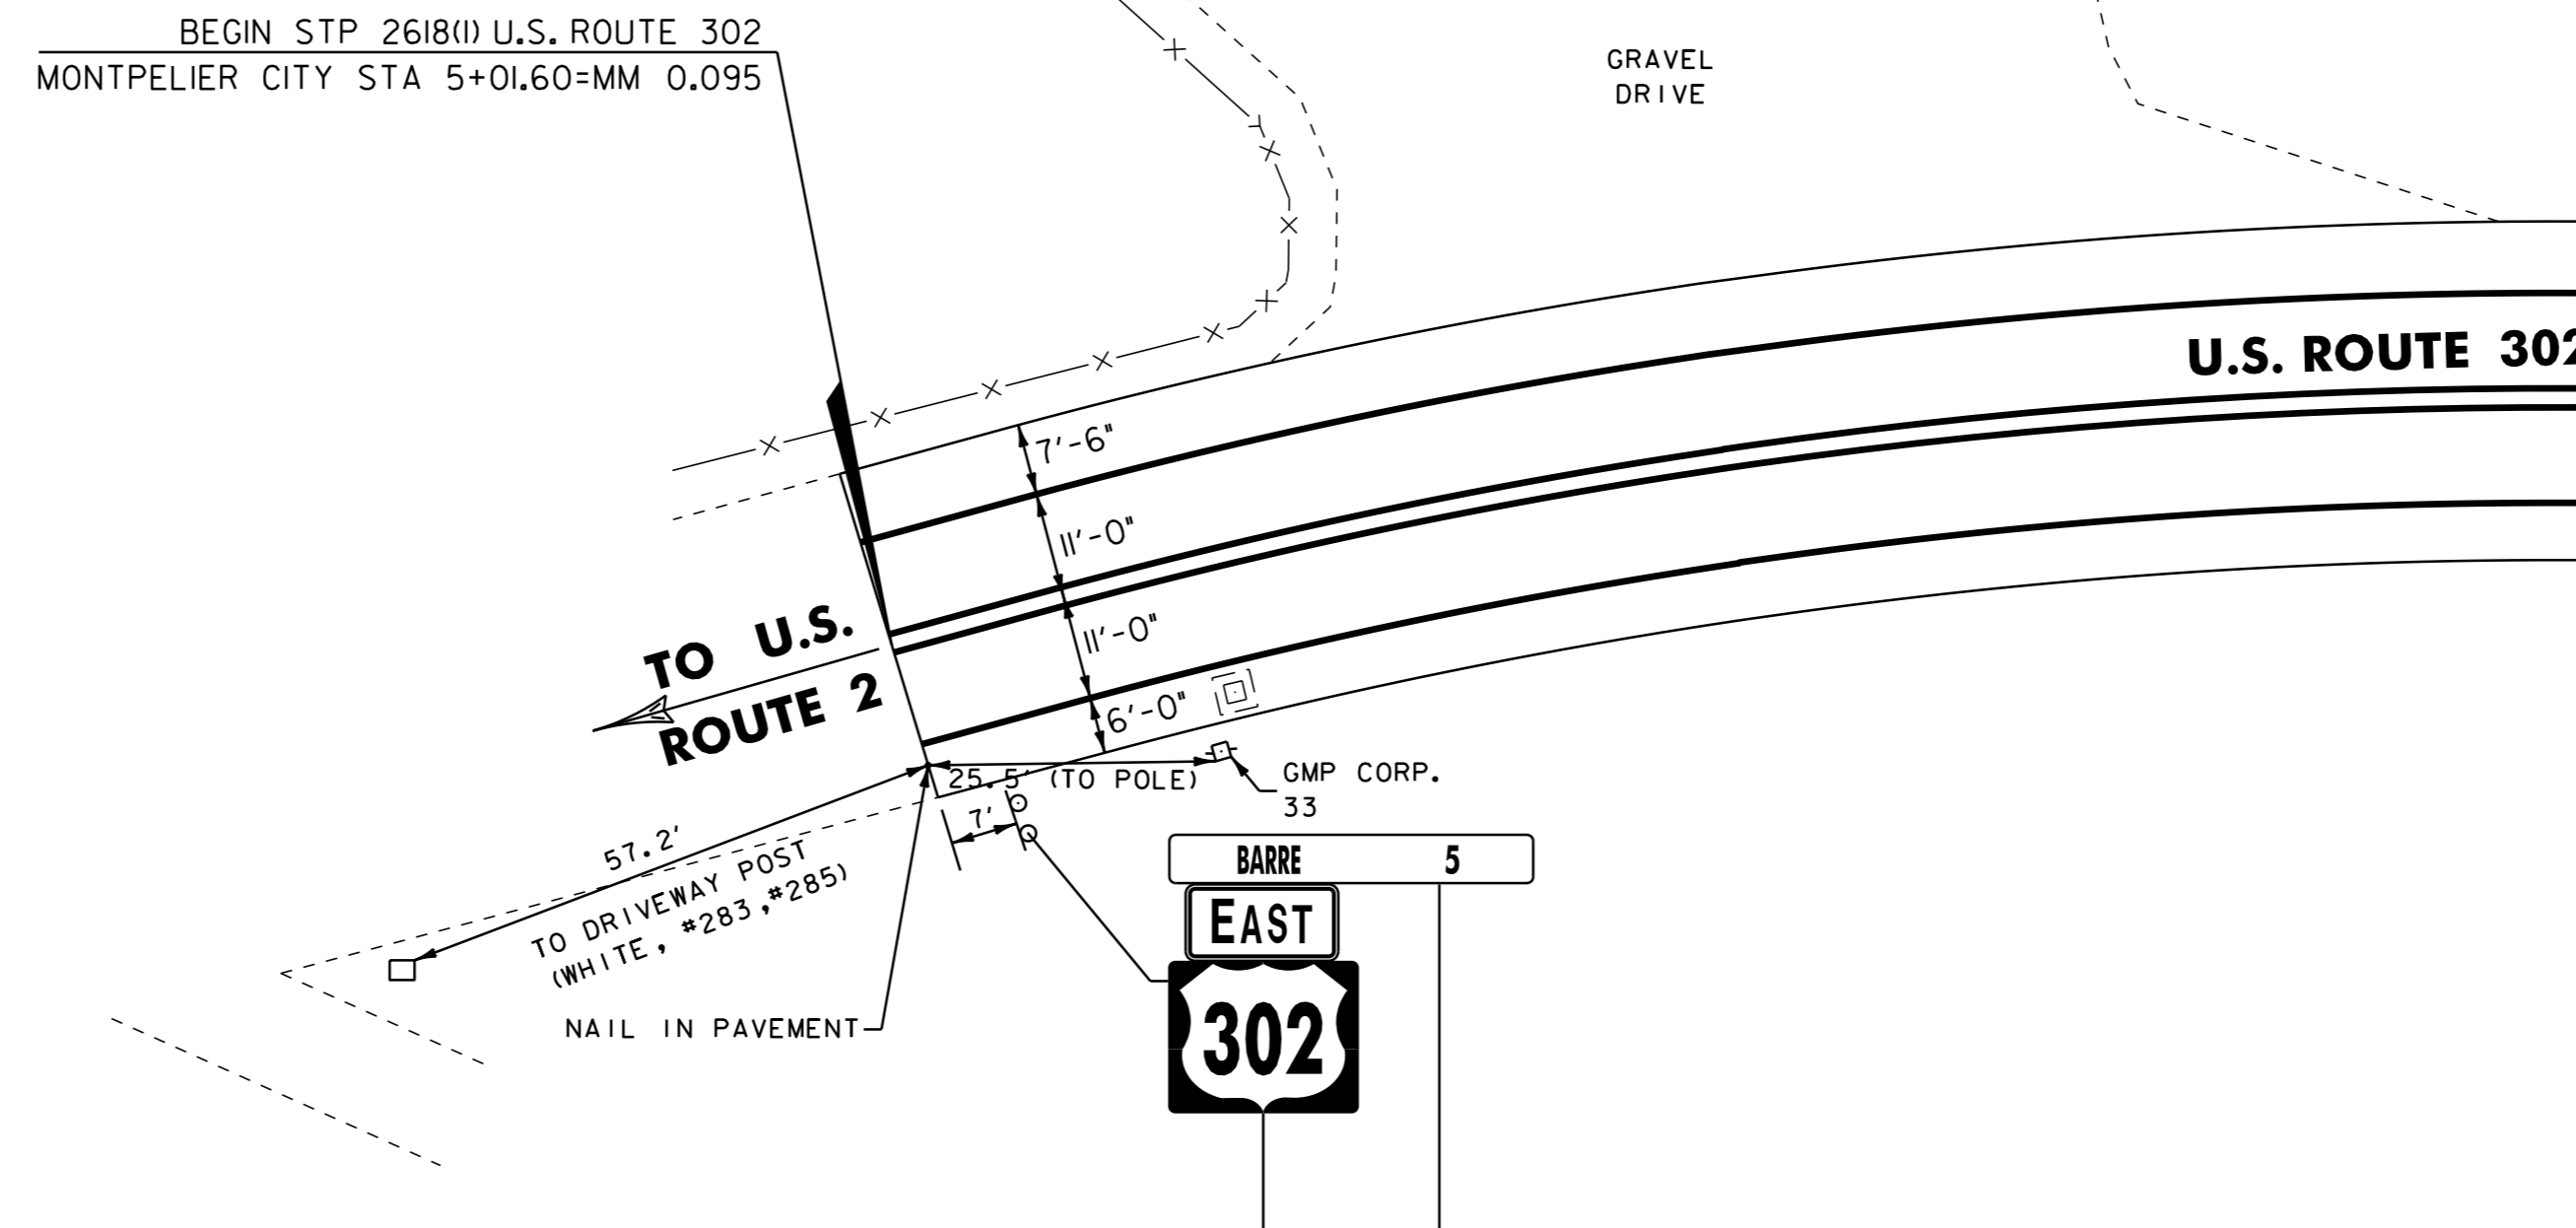 BEGIN STP 2618(1) U.S. ROUTE 302
MONTPELIER CITY STA 5+01.60=MM 0.095
GRAVEL
DRIVE
U.S. ROUTE 302
7'-6"
11'-0"
11'-0"
6'-0"
TO U.S.
ROUTE 2
25.5' (TO POLE)
GMP CORP.
33
7'
57.2'
TO DRIVEWAY POST
(WHITE, #283,#285)
NAIL IN PAVEMENT
BARRE 5
EAST
302